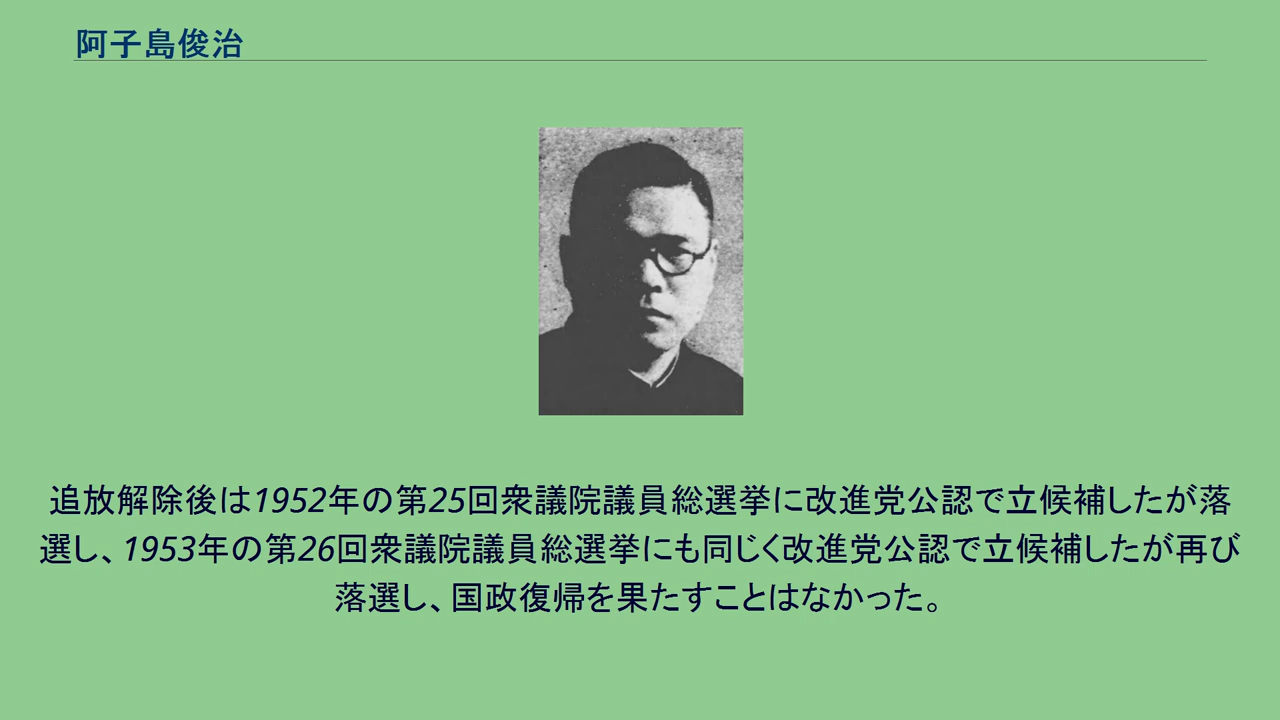 阿子島俊治
追放解除後は1952年の第25回衆議院議員総選挙に改進党公認で立候補したが落
選し、1953年の第26回衆議院議員総選挙にも同じく改進党公認で立候補したが再び
落選し、国政復帰を果たすことはなかった。